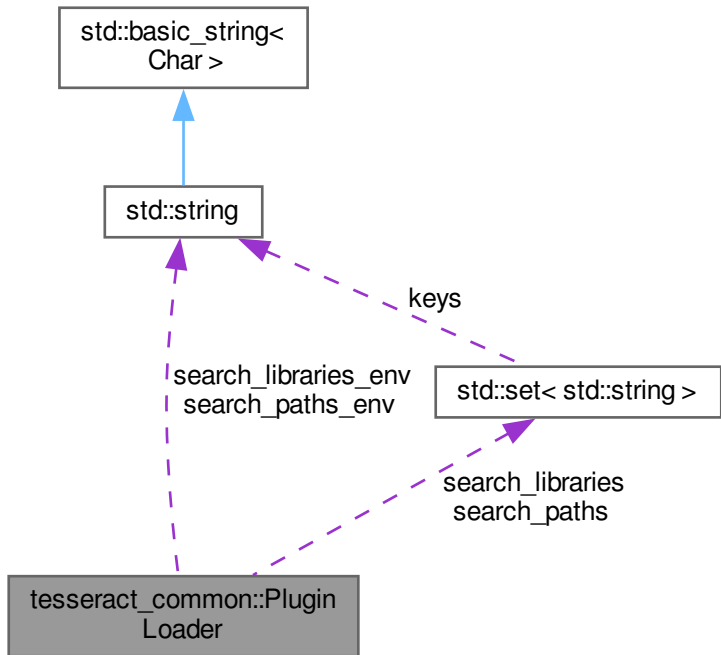 std::basic_string<
Char >
std::string
keys
search_libraries_env
search_paths_env
std::set< std::string >
search_libraries
search_paths
tesseract_common::Plugin
Loader